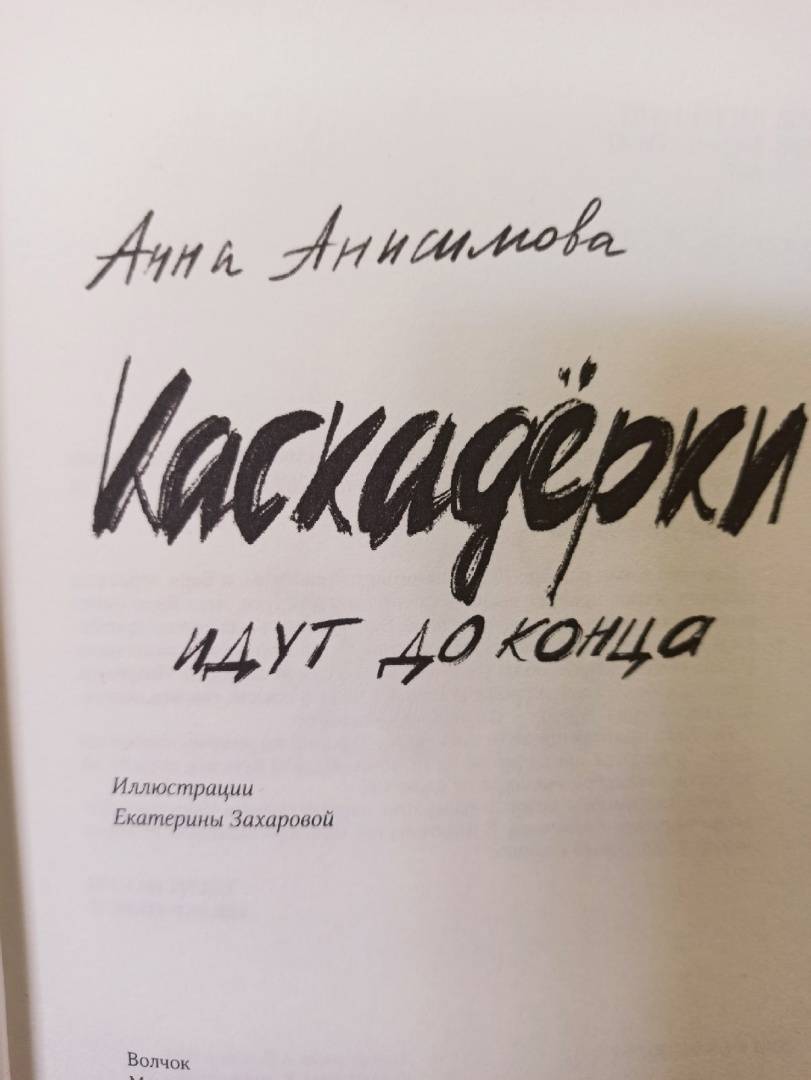 Анна Анисимова
Каскадёрки
идут до конца
Иллюстрации
Екатерины Захаровой
Волчок